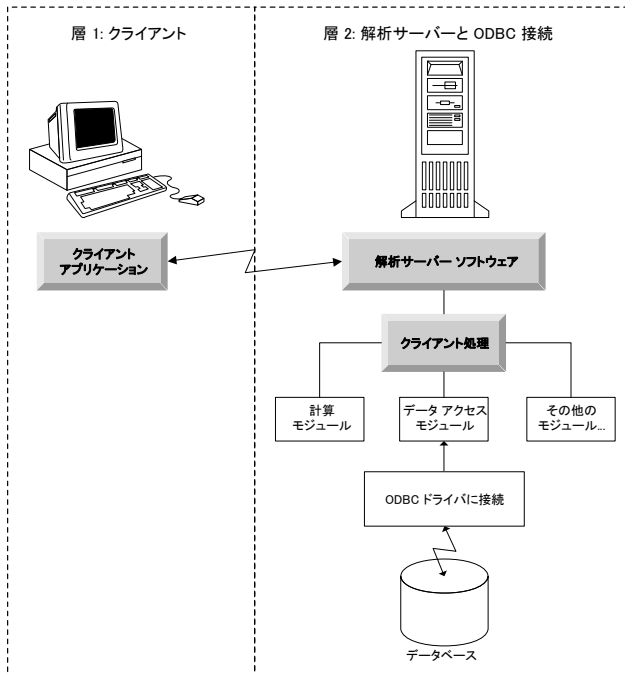 層 1: クライアント
層 2: 解析サーバーと ODBC 接続
クライアント
アプリケーション
解析サーバー ソフトウェア
クライアント処理
計算
モジュール
データ アクセス
モジュール
その他の
モジュール...
ODBC ドライバに接続
データベース